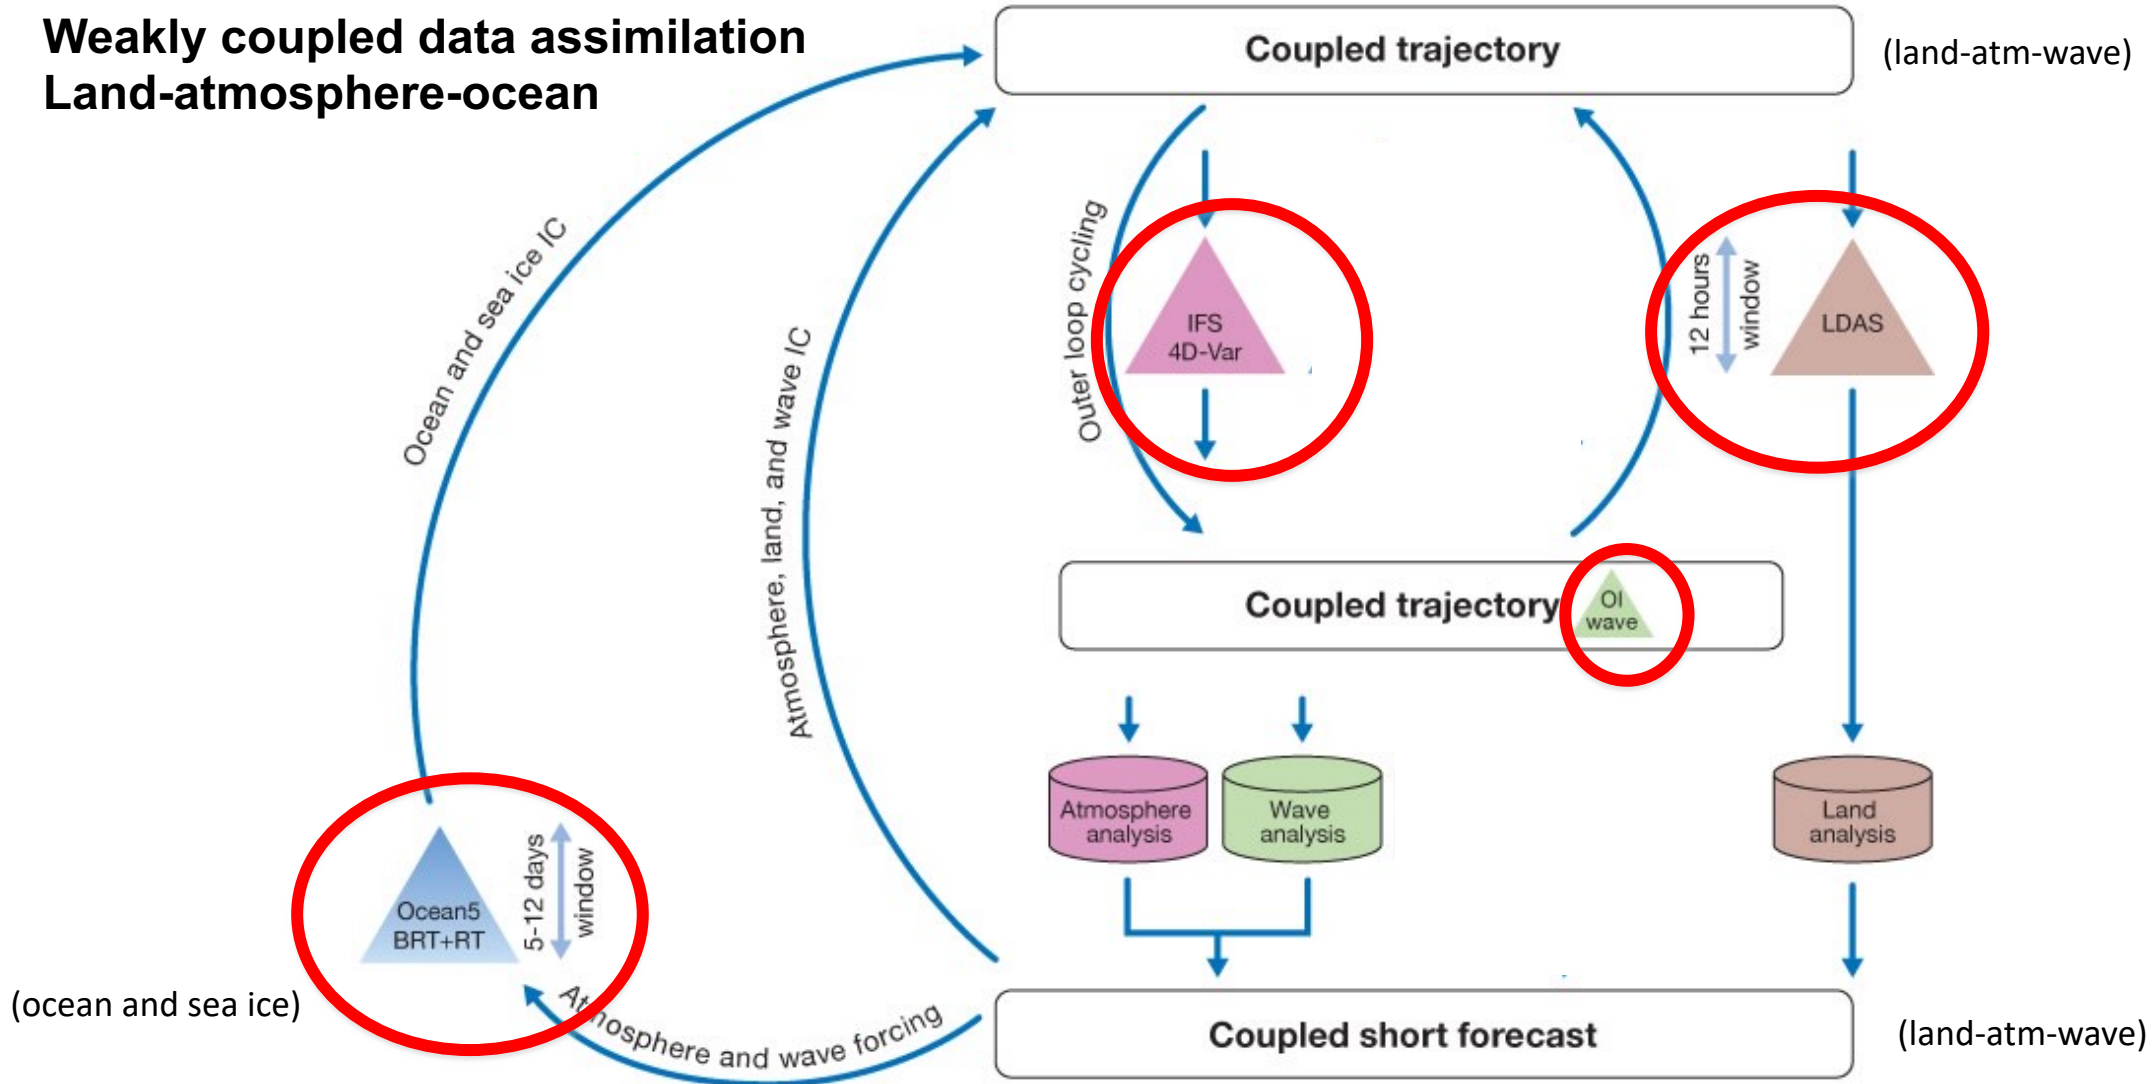 Weakly coupled data assimilation
Land-atmosphere-ocean
Coupled trajectory
(land-atm-wave)
Ocean and sea ice IC
Atmosphere, land, and wave IC
Outer loop cycling
IFS
4D-Var
12 hours
window
LDAS
Coupled trajectory
OI
wave
Atmosphere
analysis
Wave
analysis
Land
analysis
Ocean5
BRT+RT
5-12 days
window
(ocean and sea ice)
Atmosphere and wave forcing
Coupled short forecast
(land-atm-wave)